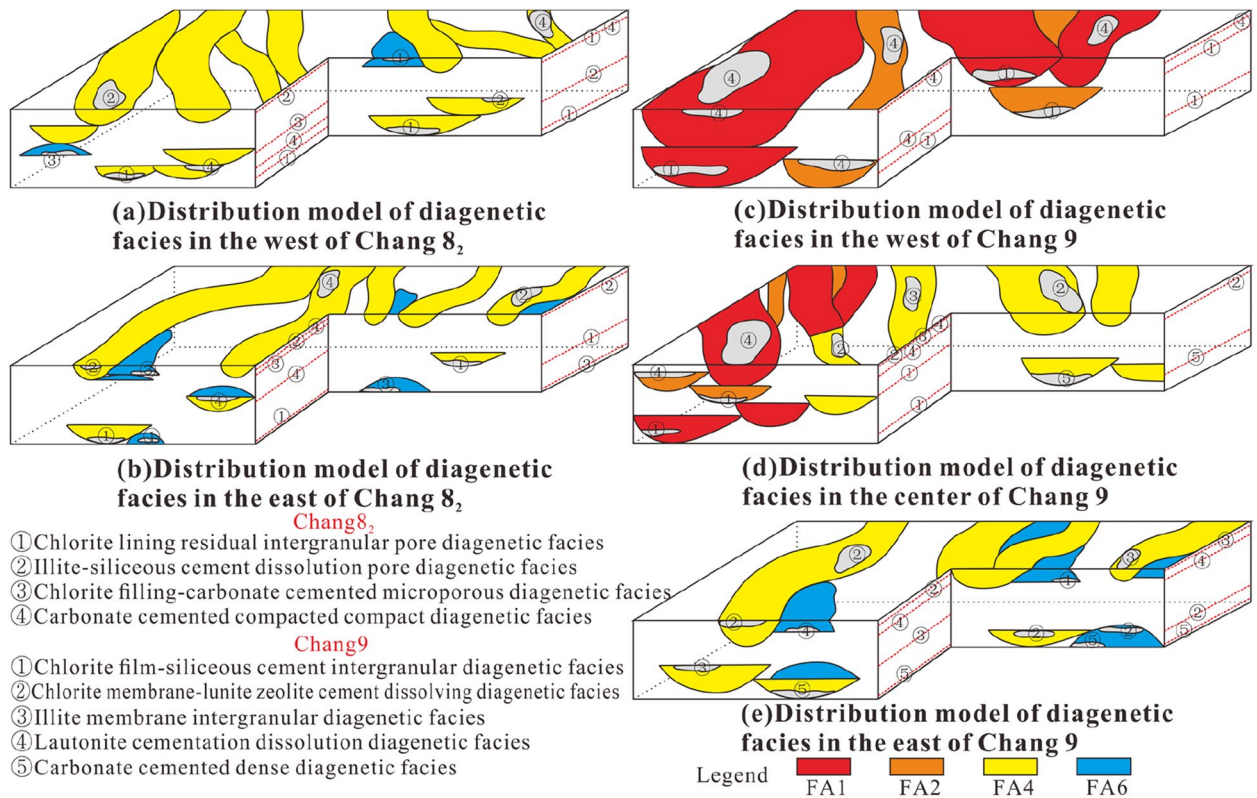 (a)Distribution model of diagenetic
facies in the west of Chang 8₂
(c)Distribution model of diagenetic
facies in the west of Chang 9
(b)Distribution model of diagenetic
facies in the east of Chang 8₂
(d)Distribution model of diagenetic
facies in the center of Chang 9
Chang8₂
①Chlorite lining residual intergranular pore diagenetic facies
②Illite-siliceous cement dissolution pore diagenetic facies
③Chlorite filling-carbonate cemented microporous diagenetic facies
④Carbonate cemented compacted compact diagenetic facies
Chang9
①Chlorite film-siliceous cement intergranular diagenetic facies
②Chlorite membrane-lunite zeolite cement dissolving diagenetic facies
③Illite membrane intergranular diagenetic facies
④Lautonite cementation dissolution diagenetic facies
⑤Carbonate cemented dense diagenetic facies
(e)Distribution model of diagenetic
facies in the east of Chang 9
Legend
FA1 FA2 FA4 FA6